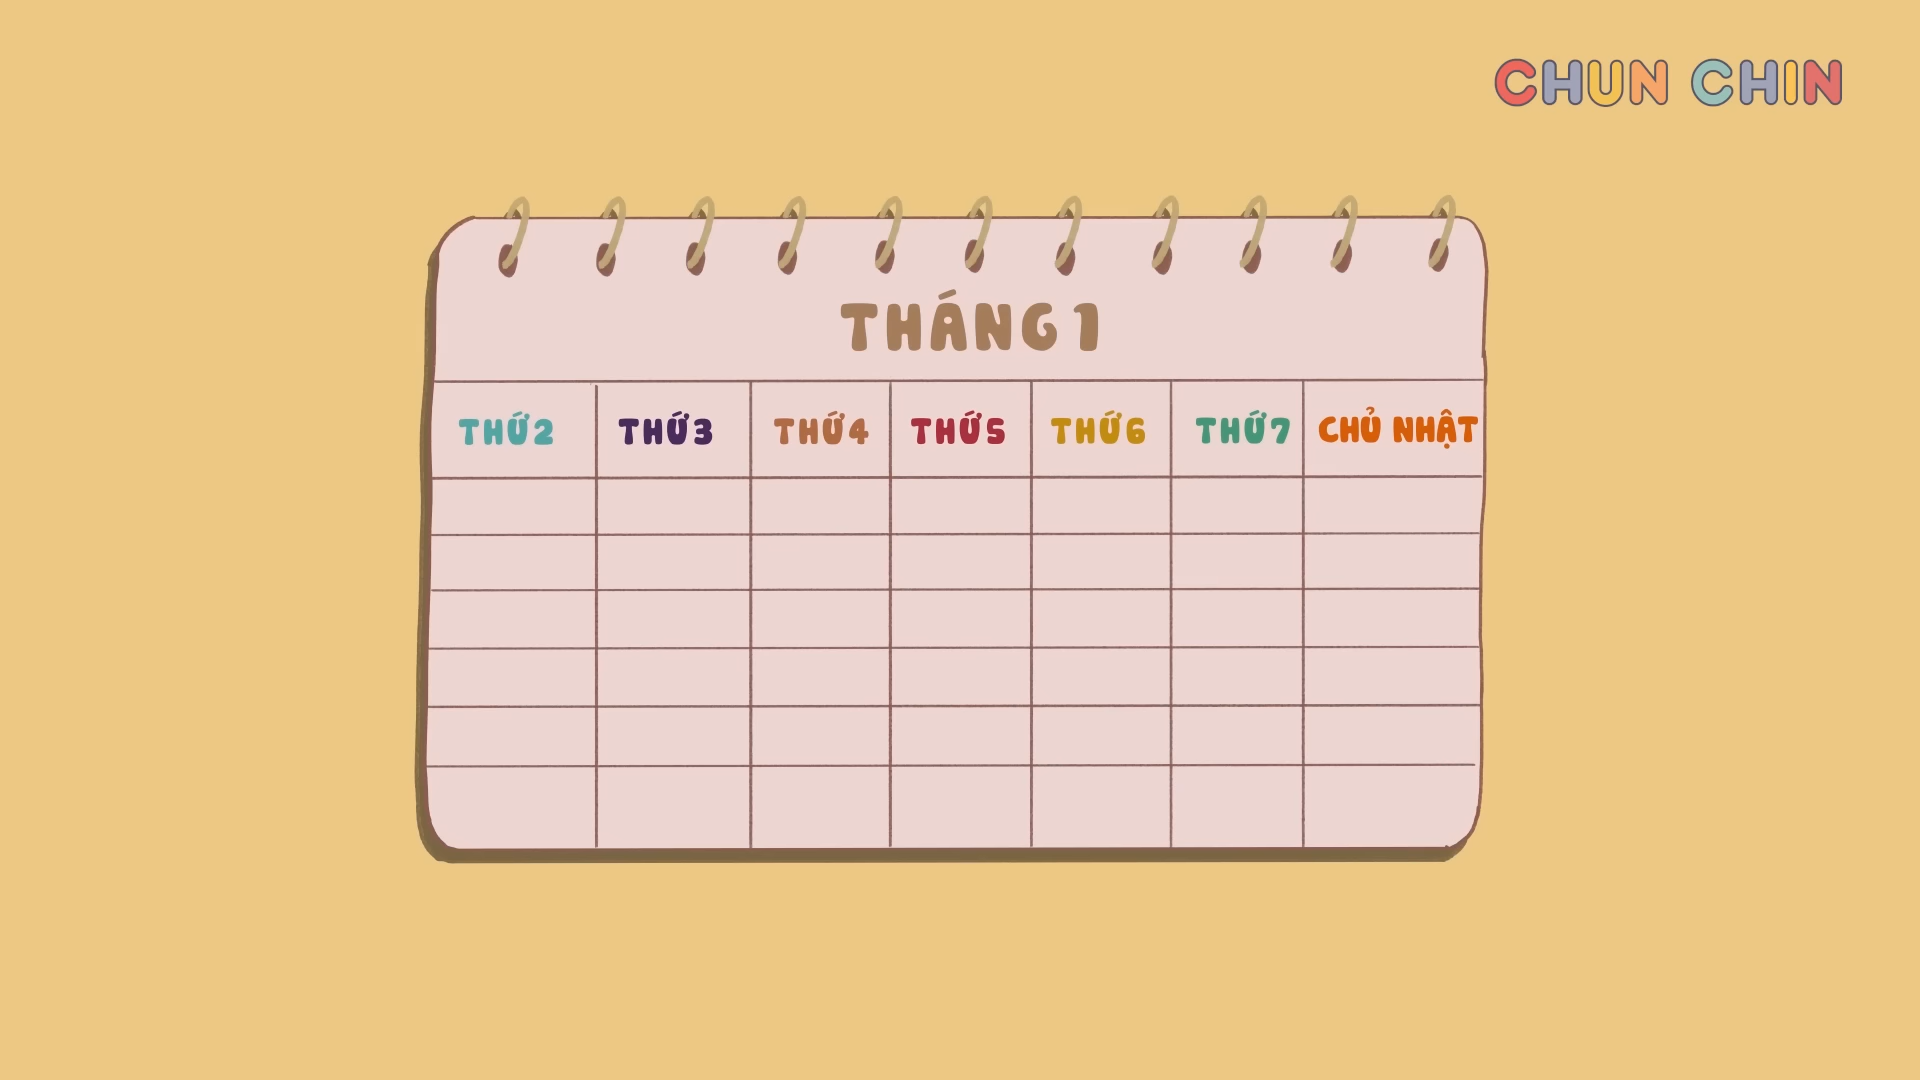 CHUN CHIN
THÁNG 1
THỨ 2 THỨ 3 THỨ 4 THỨ 5 THỨ 6 THỨ 7 CHỦ NHẬT